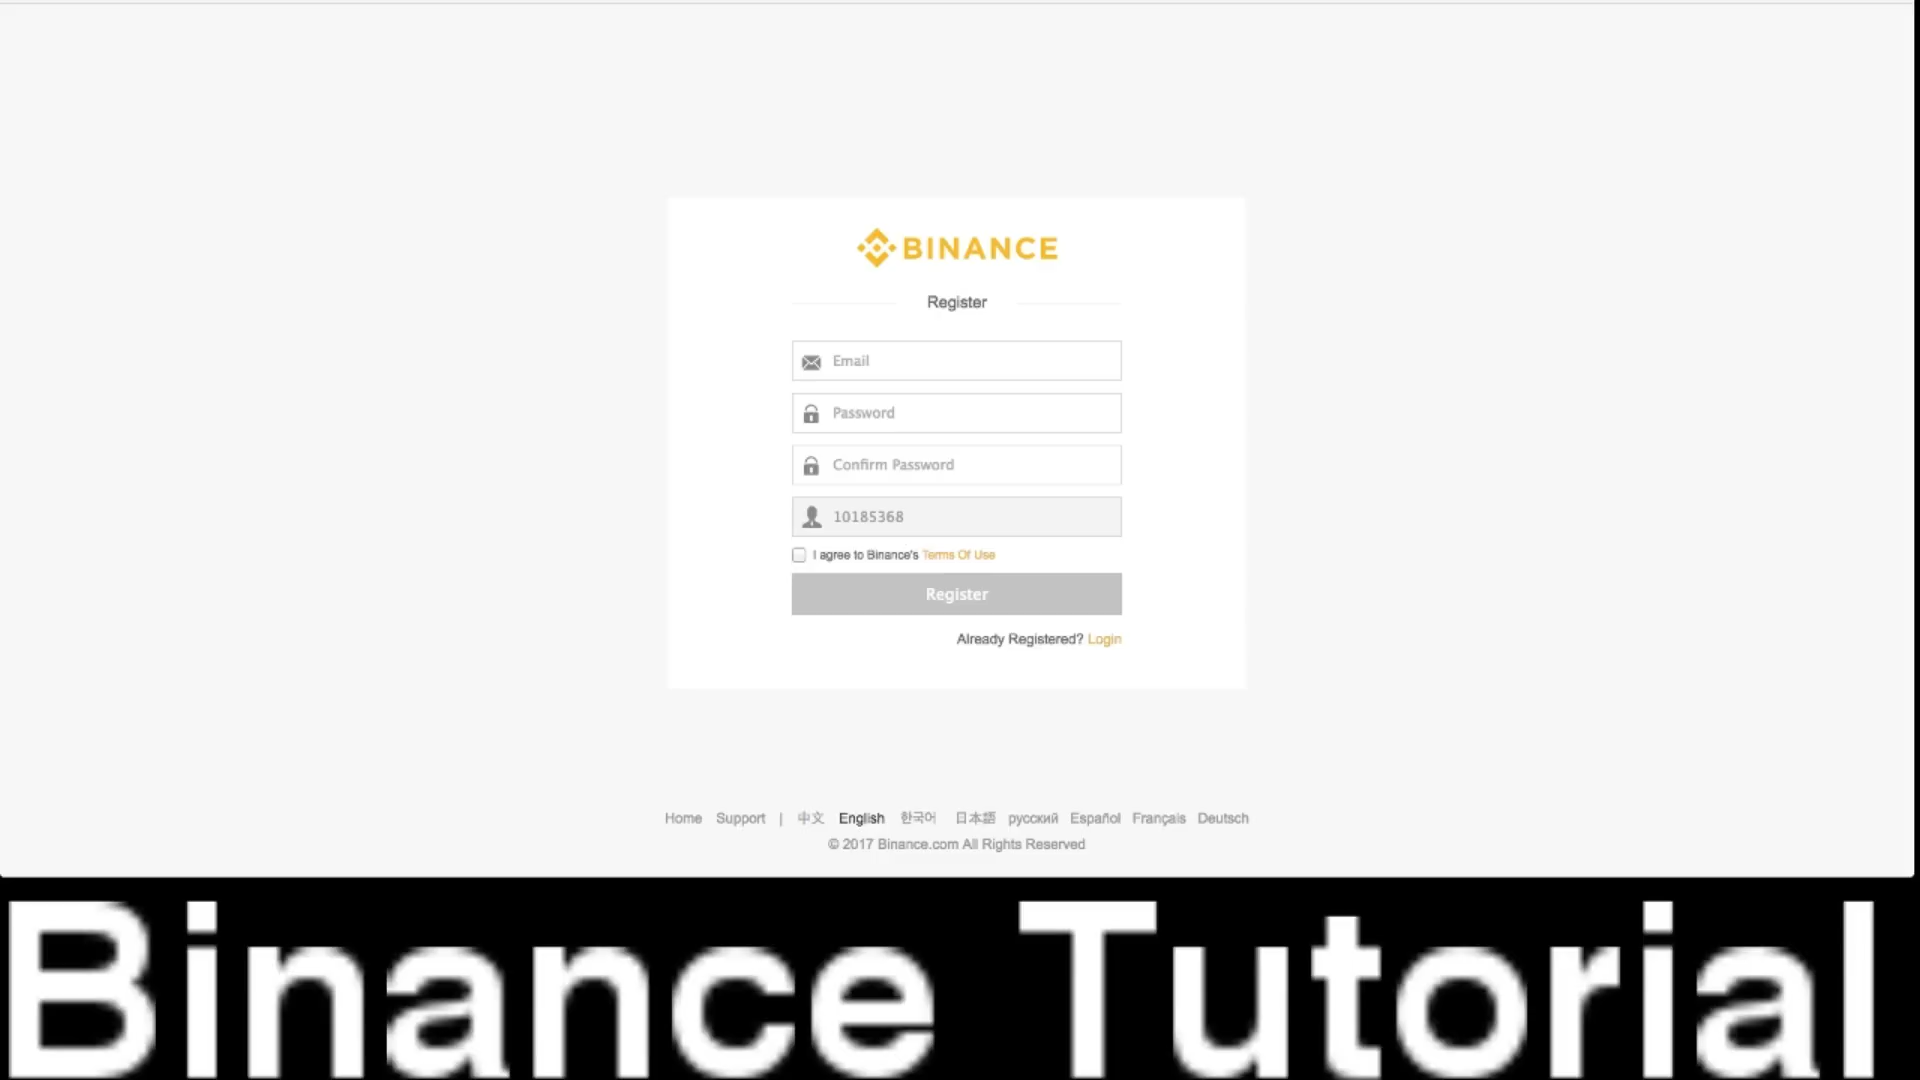 BINANCE
Register
Email
Password
Confirm Password
10185368
I agree to Binance's Terms Of Use
Register
Already Registered? Login
Home Support | 中文 English 한국어 日本語 русский Español Français Deutsch
© 2017 Binance.com All Rights Reserved
Binance Tutorial